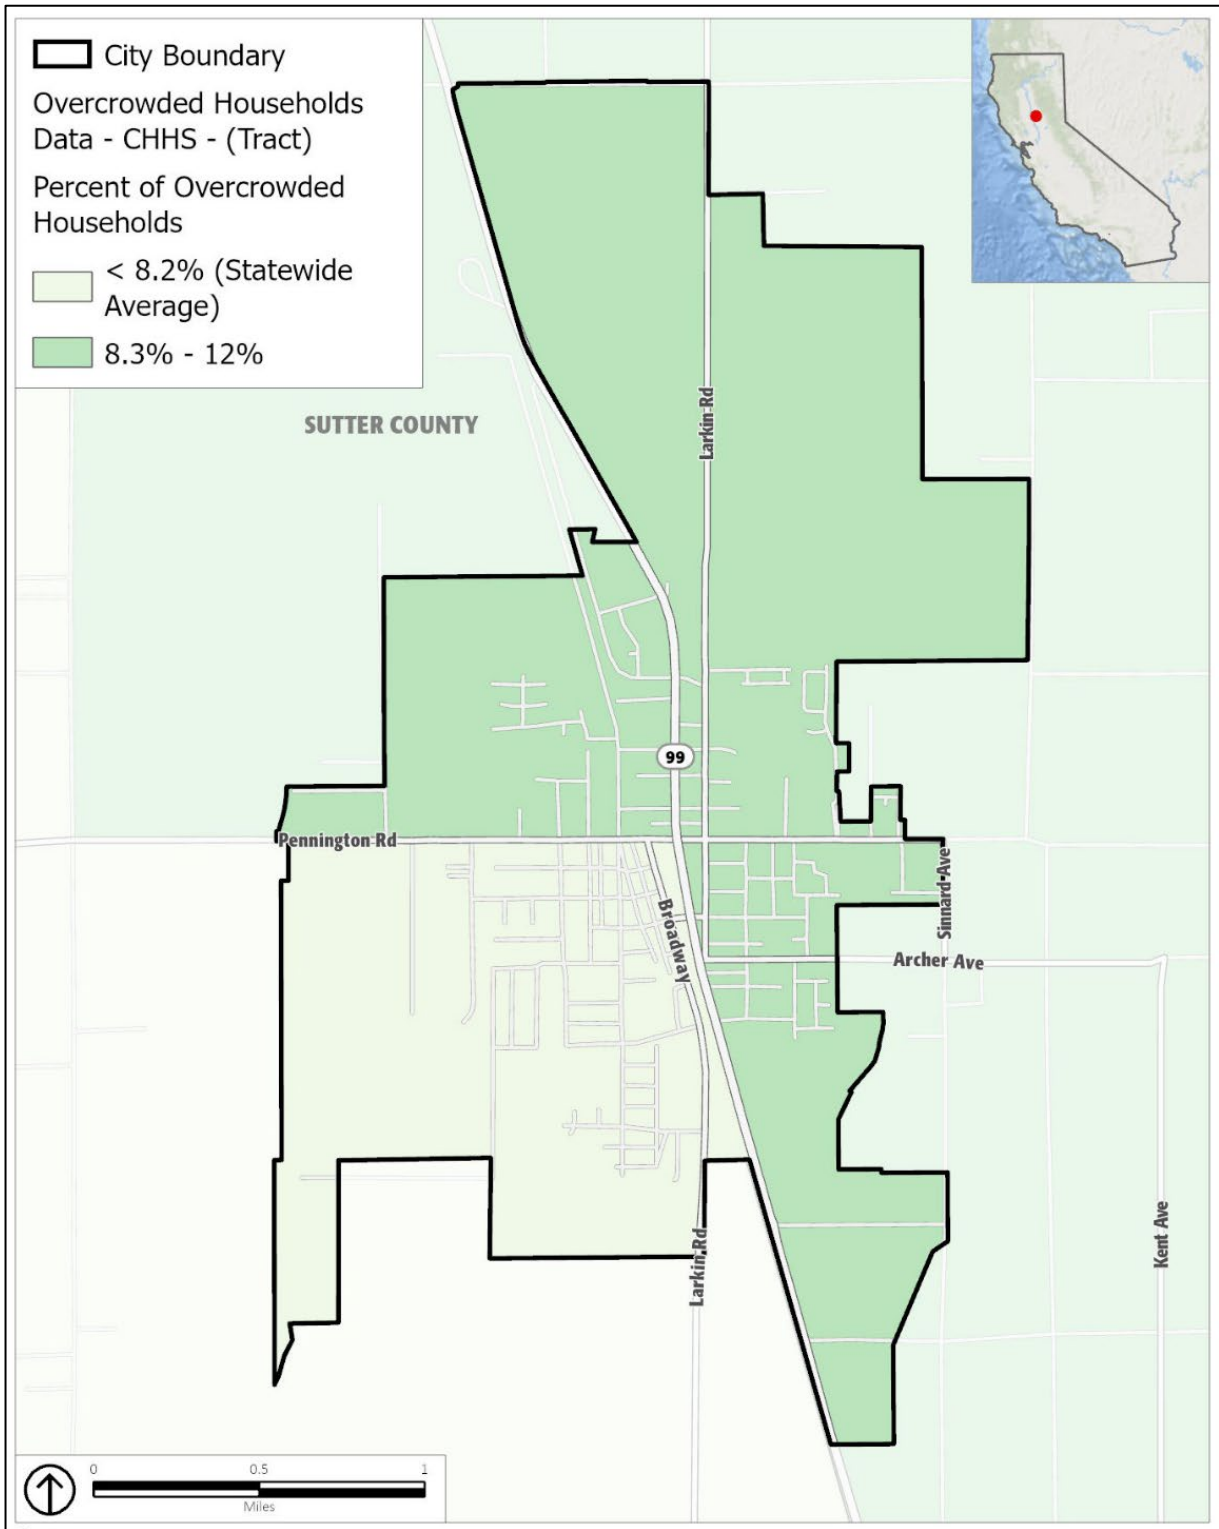 City Boundary
Overcrowded Households
Data - CHHS - (Tract)
Percent of Overcrowded
Households
< 8.2% (Statewide
Average)
8.3% - 12%
SUTTER COUNTY
Larkin Rd
99
Pennington Rd
Broadway
Sinnard Ave
Archer Ave
Larkin Rd
Kent Ave
0 0.5 1
Miles